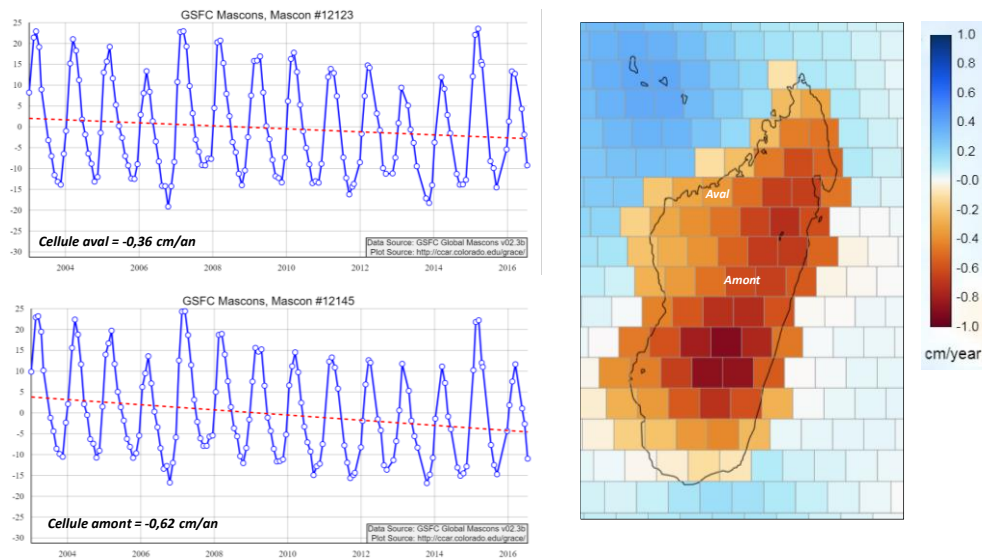 GSFC Mascons, Mascon #12123
25
20
15
10
5
0
-5
-10
-15
-20
-25
-30
Cellule aval = -0,36 cm/an
Data Source: GSFC Global Mascons v02.3b
Plot Source: http://ccar.colorado.edu/grace/
2004 2006 2008 2010 2012 2014 2016
GSFC Mascons, Mascon #12145
25
20
15
10
5
0
-5
-10
-15
-20
-25
-30
Cellule amont = -0,62 cm/an
Data Source: GSFC Global Mascons v02.3b
Plot Source: http://ccar.colorado.edu/grace/
2004 2006 2008 2010 2012 2014 2016
Aval
Amont
1.0
0.8
0.6
0.4
0.2
-0.0
-0.2
-0.4
-0.6
-0.8
-1.0
cm/year